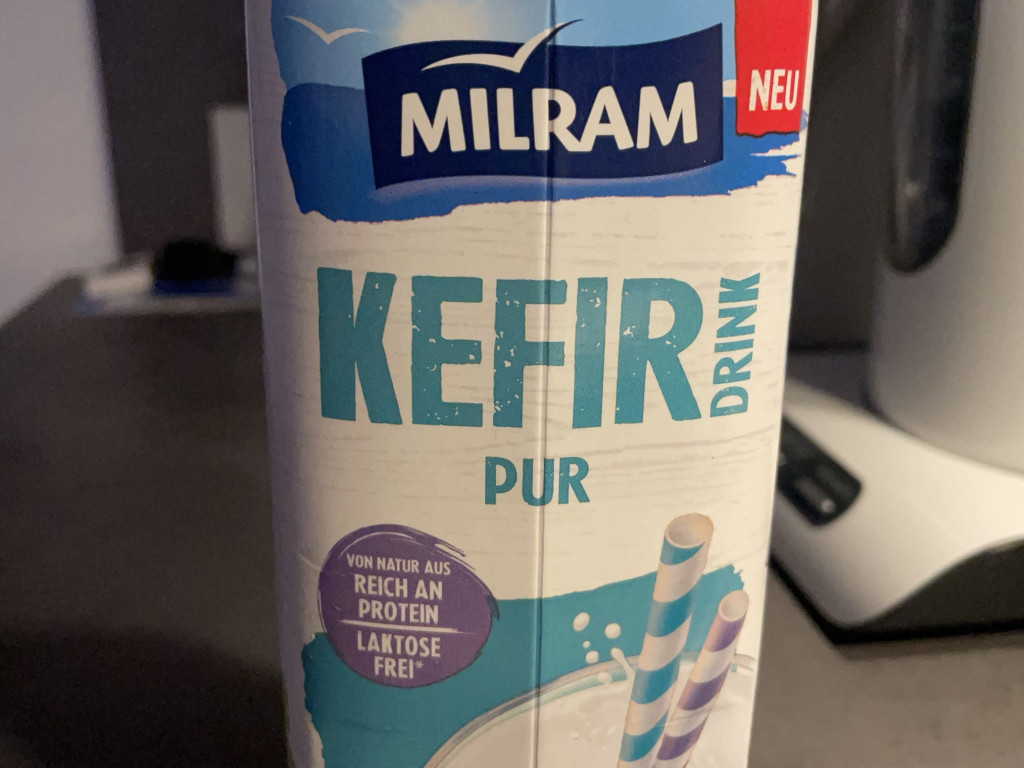 MILRAM
NEU
KEFIR
DRINK
PUR
VON NATUR AUS
REICH AN
PROTEIN
LAKTOSE
FREI*